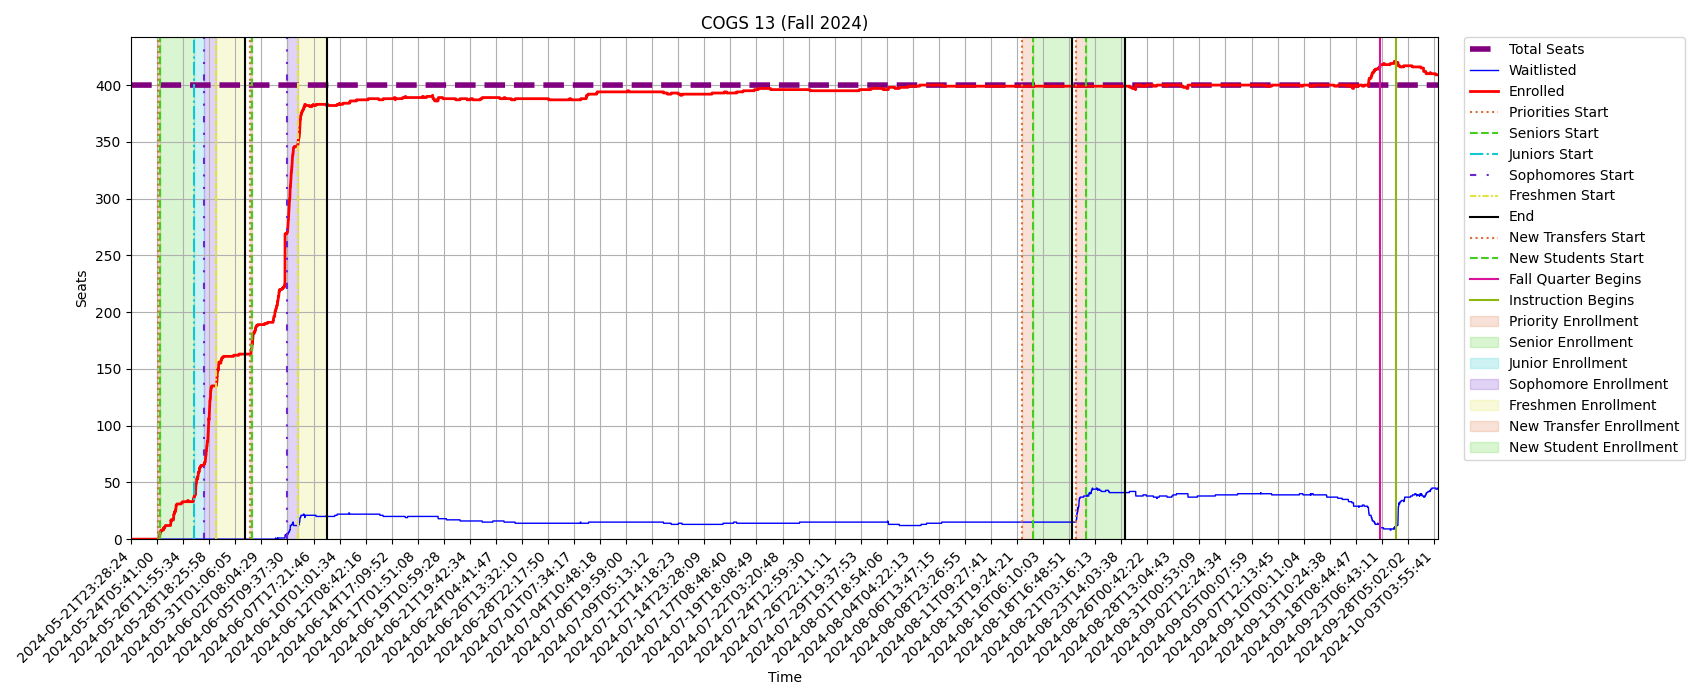 COGS 13 (Fall 2024)
Seats
400
350
300
250
200
150
100
50
0
2024-05-21T23:28:24
2024-05-24T05:41:00
2024-05-26T11:55:34
2024-05-28T18:25:58
2024-05-31T01:06:05
2024-06-02T08:04:29
2024-06-05T09:37:30
2024-06-07T17:21:46
2024-06-10T01:01:34
2024-06-12T08:42:16
2024-06-14T17:09:52
2024-06-17T01:51:08
2024-06-19T10:59:28
2024-06-21T19:42:35
2024-06-24T04:41:47
2024-06-26T13:32:10
2024-06-28T22:17:50
2024-07-01T07:34:17
2024-07-04T10:48:18
2024-07-06T19:59:00
2024-07-09T05:13:12
2024-07-12T14:18:23
2024-07-14T23:28:09
2024-07-17T08:48:40
2024-07-19T18:08:49
2024-07-22T03:20:48
2024-07-24T12:59:30
2024-07-26T22:11:11
2024-07-29T19:37:53
2024-08-01T18:54:06
2024-08-04T04:22:13
2024-08-06T13:47:15
2024-08-08T23:26:55
2024-08-11T09:27:41
2024-08-13T19:24:21
2024-08-16T06:10:03
2024-08-18T16:48:51
2024-08-21T03:16:13
2024-08-23T14:03:38
2024-08-26T00:42:22
2024-08-28T13:04:43
2024-08-31T00:53:09
2024-09-02T12:24:34
2024-09-05T00:07:59
2024-09-07T12:13:45
2024-09-10T00:11:04
2024-09-13T10:24:38
2024-09-18T08:44:47
2024-09-23T06:43:11
2024-09-28T05:02:02
2024-10-03T03:55:41
Time
Total Seats
Waitlisted
Enrolled
Priorities Start
Seniors Start
Juniors Start
Sophomores Start
Freshmen Start
End
New Transfers Start
New Students Start
Fall Quarter Begins
Instruction Begins
Priority Enrollment
Senior Enrollment
Junior Enrollment
Sophomore Enrollment
Freshmen Enrollment
New Transfer Enrollment
New Student Enrollment